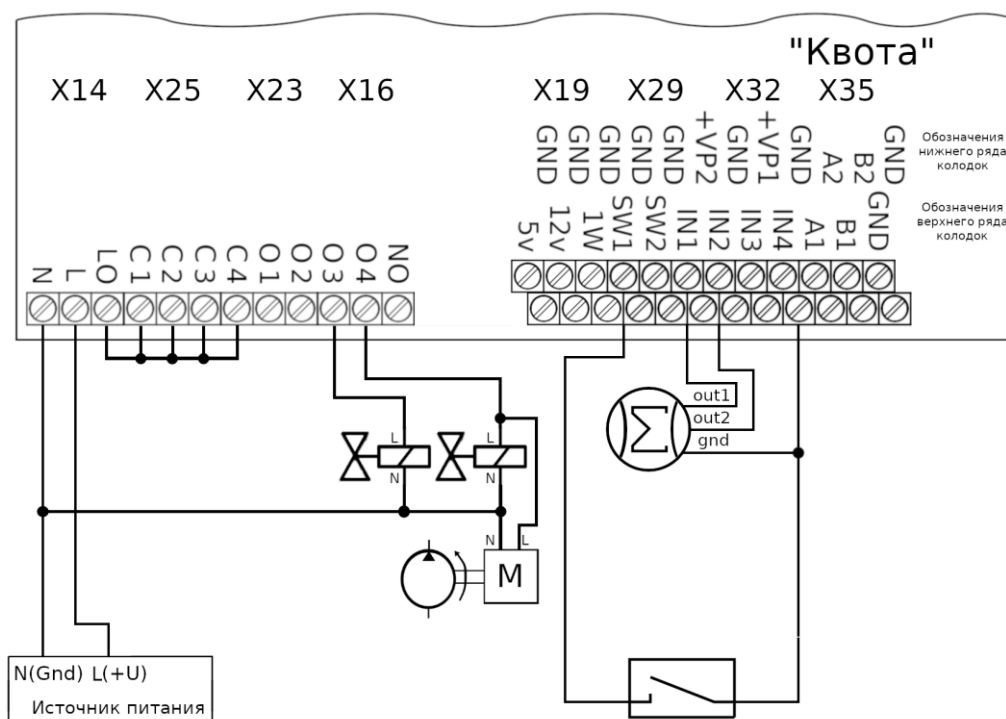 "Квота"
X14 X25 X23 X16 X19 X29 X32 X35
GND GND GND GND GND +VP2 GND +VP1 GND A2 B2 GND
Обозначения
нижнего ряда
колодок
5v 12v 1W SW1 SW2 IN1 IN2 IN3 IN4 A1 B1 GND
Обозначения
верхнего ряда
колодок
N L LO C1 C2 C3 C4 O1 O2 O3 O4 NO
out1
out2
gnd
L L
N N
N L
M
N(Gnd) L(+U)
Источник питания